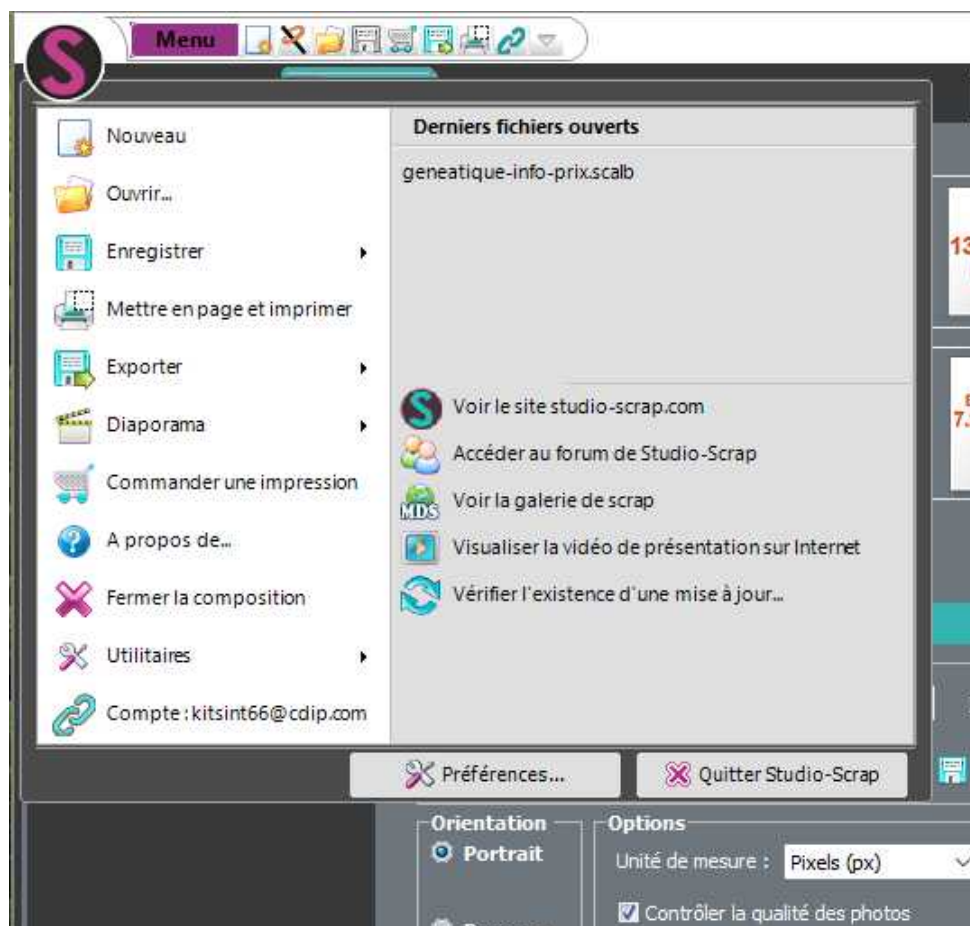 S
Menu
Nouveau
Ouvrir...
Enregistrer
Mettre en page et imprimer
Exporter
Diaporama
Commander une impression
A propos de...
Fermer la composition
Utilitaires
Compte : kitsint66@cdip.com
Derniers fichiers ouverts
geneatique-info-prix.scalb
S
Voir le site studio-scrap.com
Accéder au forum de Studio-Scrap
MDS
Voir la galerie de scrap
Visualiser la vidéo de présentation sur Internet
Vérifier l'existence d'une mise à jour...
Préférences...
Quitter Studio-Scrap
13
7.
Orientation
Portrait
Options
Unité de mesure :
Pixels (px)
Contrôler la qualité des photos